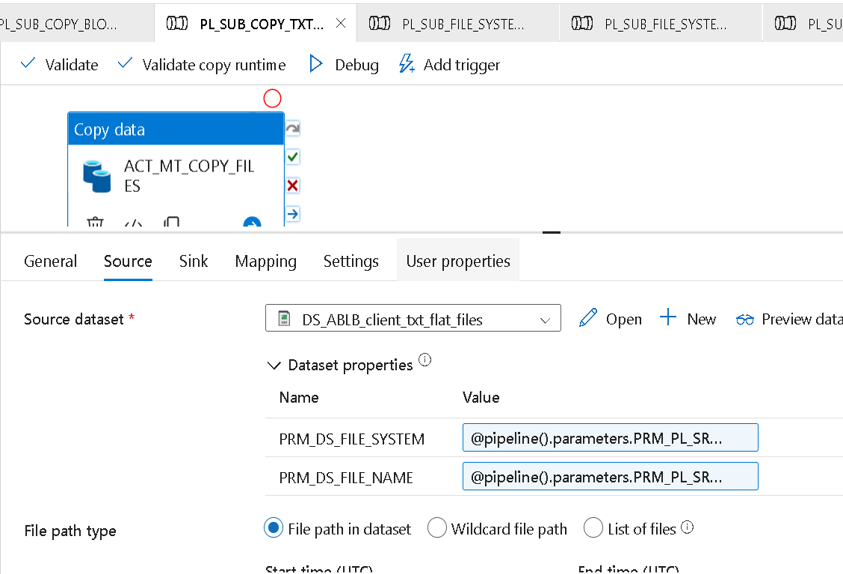 PL_SUB_COPY_BLO... PL_SUB_COPY_TXT... PL_SUB_FILE_SYSTE... PL_SUB_FILE_SYSTE... PL_SU
Validate Validate copy runtime Debug Add trigger
Copy data
ACT_MT_COPY_FIL
ES
General Source Sink Mapping Settings User properties
Source dataset * DS_ABLB_client_txt_flat_files Open New Preview data
Dataset properties
Name Value
PRM_DS_FILE_SYSTEM @pipeline().parameters.PRM_PL_SR...
PRM_DS_FILE_NAME @pipeline().parameters.PRM_PL_SR...
File path type File path in dataset Wildcard file path List of files
Start time (UTC) End time (UTC)